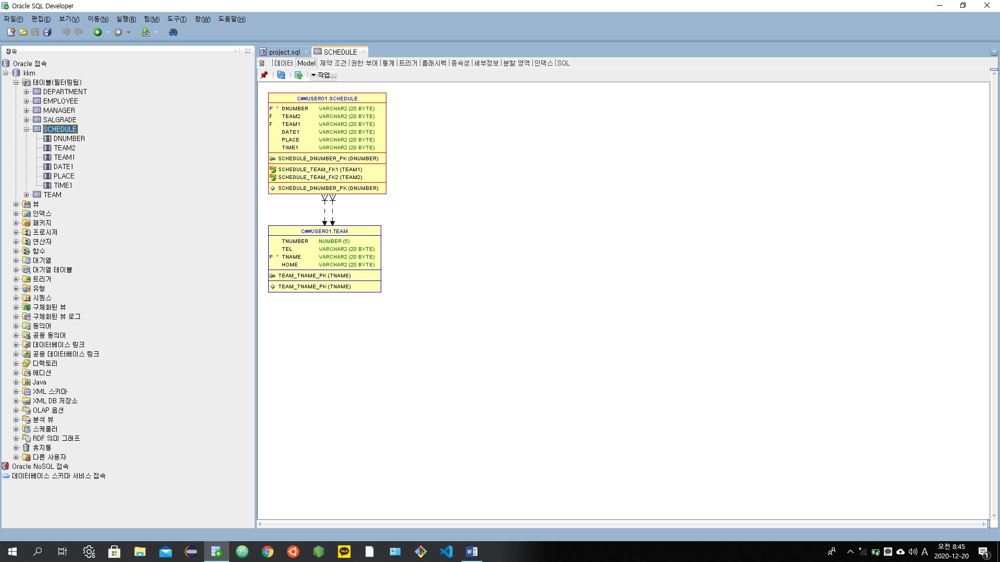 Oracle SQL Developer
파일(F) 편집(E) 보기(V) 이동(N) 실행(R) 팀(M) 도구(T) 창(W) 도움말(H)
접속
Oracle 접속
kkm
테이블(필터링됨)
DEPARTMENT
EMPLOYEE
MANAGER
SALGRADE
SCHEDULE
DNUMBER
TEAM2
TEAM1
DATE1
PLACE
TIME1
TEAM
뷰
인덱스
패키지
프로시저
연산자
함수
대기열
대기열 테이블
트리거
유형
시퀀스
구체화된 뷰
구체화된 뷰 로그
동의어
공용 동의어
데이터베이스 링크
공용 데이터베이스 링크
디렉토리
에디션
Java
XML 스키마
XML DB 저장소
OLAP 옵션
분석 뷰
스케줄러
RDF 의미 그래프
휴지통
다른 사용자
Oracle NoSQL 접속
데이터베이스 스키마 서비스 접속
project.sql SCHEDULE
열 |데이터 |Model| 제약 조건 |권한 부여 |통계 |트리거 |플래시백 |종속성 |세부정보 |분할 영역 |인덱스 |SQL
작업...
C##USER01.SCHEDULE
P * DNUMBER VARCHAR2 (20 BYTE)
F TEAM2 VARCHAR2 (20 BYTE)
F TEAM1 VARCHAR2 (20 BYTE)
DATE1 VARCHAR2 (20 BYTE)
PLACE VARCHAR2 (20 BYTE)
TIME1 VARCHAR2 (20 BYTE)
SCHEDULE_DNUMBER_PK (DNUMBER)
SCHEDULE_TEAM_FK1 (TEAM1)
SCHEDULE_TEAM_FK2 (TEAM2)
SCHEDULE_DNUMBER_PK (DNUMBER)
C##USER01.TEAM
TNUMBER NUMBER (5)
TEL VARCHAR2 (20 BYTE)
P * TNAME VARCHAR2 (20 BYTE)
HOME VARCHAR2 (20 BYTE)
TEAM_TNAME_PK (TNAME)
TEAM_TNAME_PK (TNAME)
TALK
A
오전 8:45
2020-12-20
1